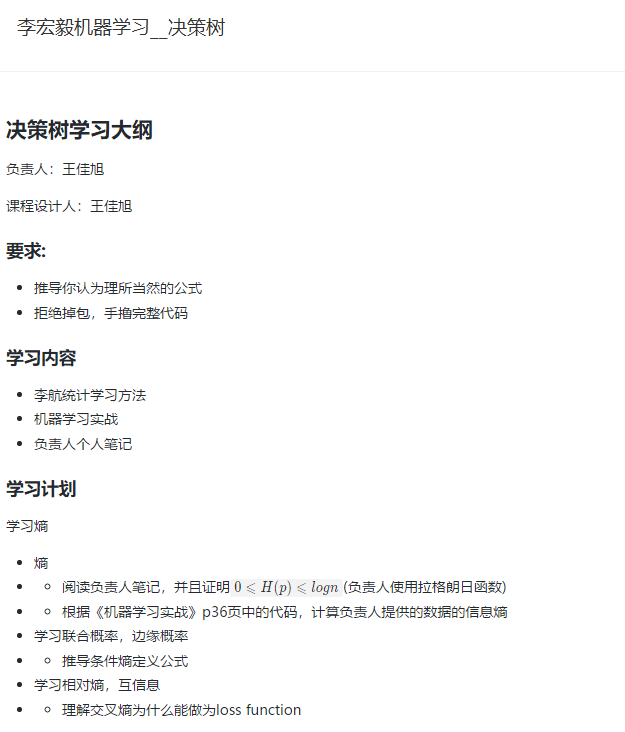 李宏毅机器学习__决策树
决策树学习大纲
负责人：王佳旭
课程设计人：王佳旭
要求:
推导你认为理所当然的公式
拒绝掉包，手撸完整代码
学习内容
李航统计学习方法
机器学习实战
负责人个人笔记
学习计划
学习熵
熵
阅读负责人笔记，并且证明 0 ⩽ H(p) ⩽ logn (负责人使用拉格朗日函数)
根据《机器学习实战》p36页中的代码，计算负责人提供的数据的信息熵
学习联合概率，边缘概率
推导条件熵定义公式
学习相对熵，互信息
理解交叉熵为什么能做为loss function